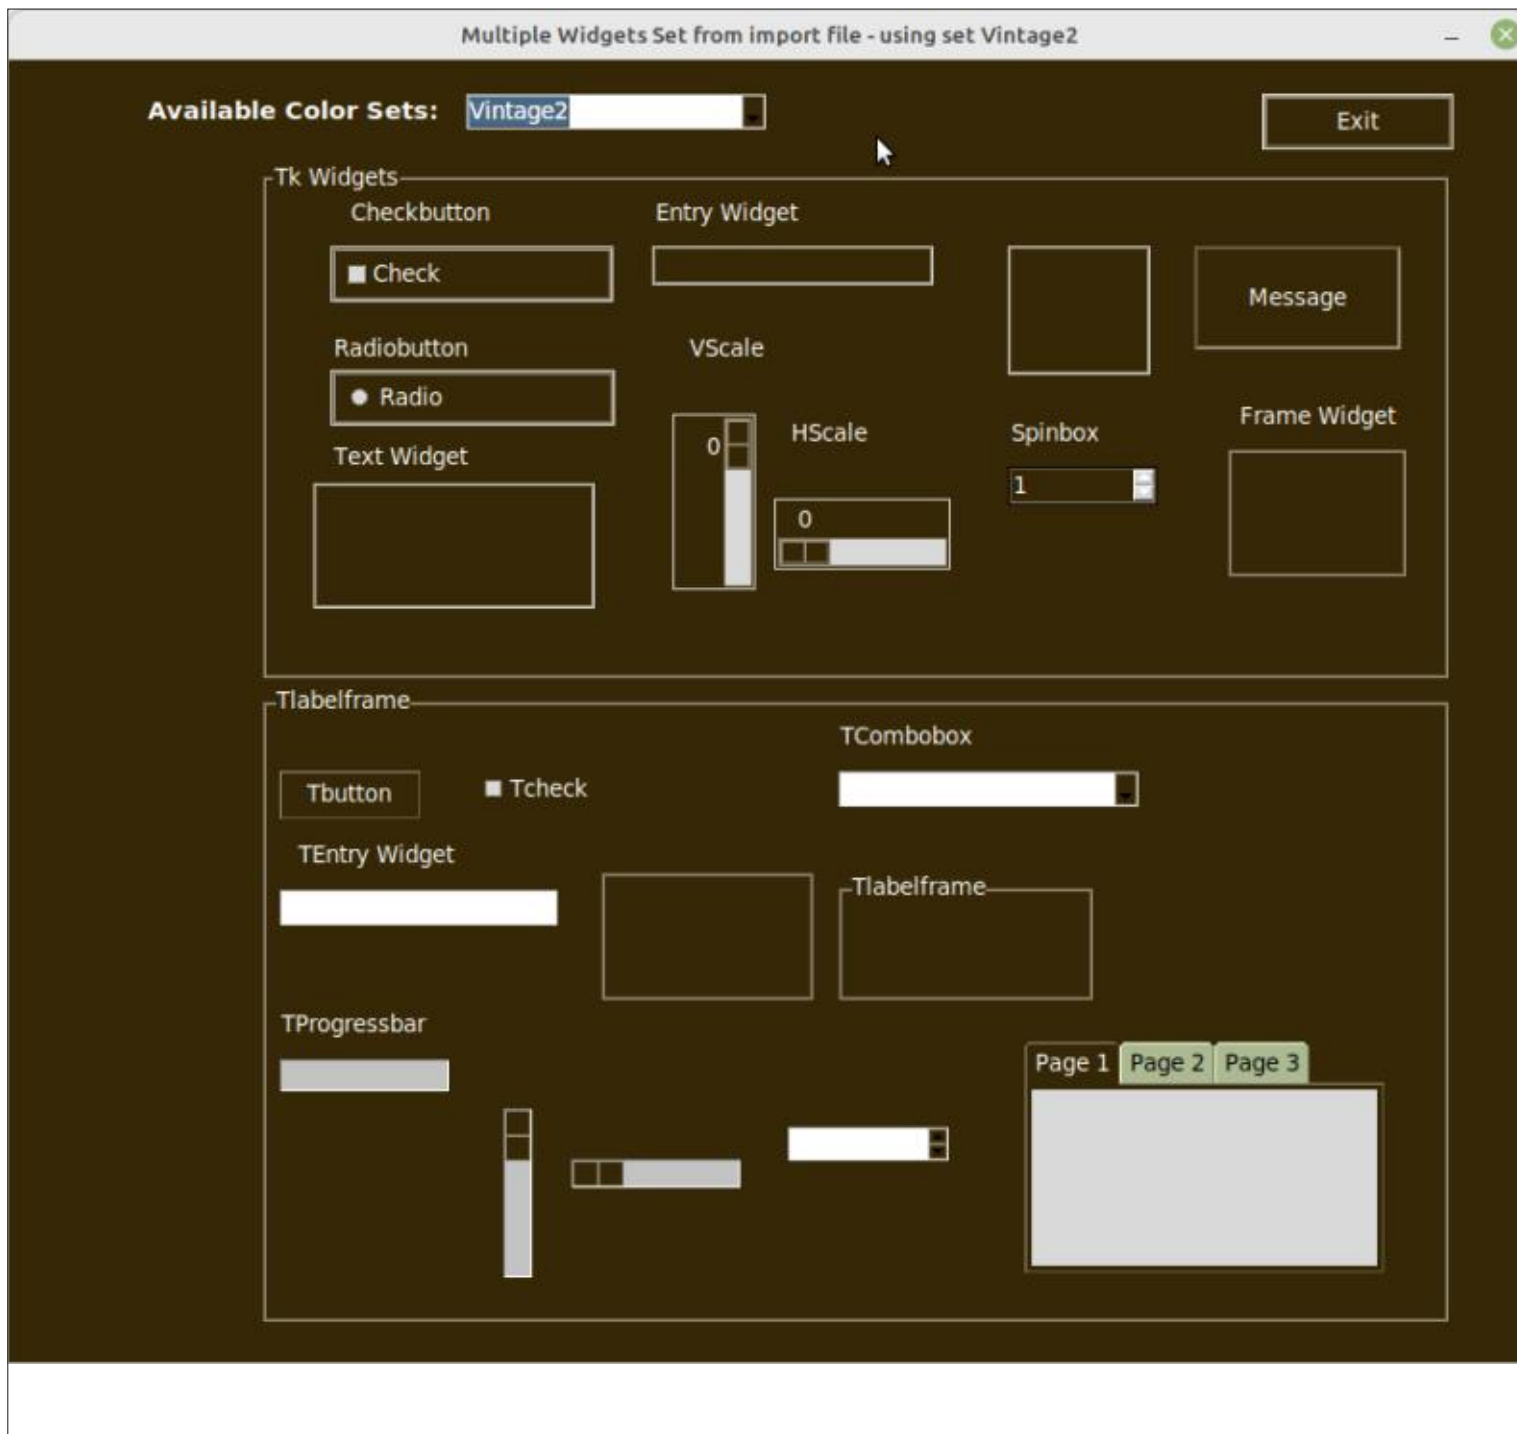 Multiple Widgets Set from import file - using set Vintage2
Available Color Sets: Vintage2 Exit
Tk Widgets
Checkbutton Entry Widget
Check
Message
Radiobutton VScale
Radio
Frame Widget
HScale Spinbox
0
Text Widget
1
0
Tlabelframe
TCombobox
Tbutton Tcheck
TEntry Widget
Tlabelframe
TProgressbar
Page 1 Page 2 Page 3